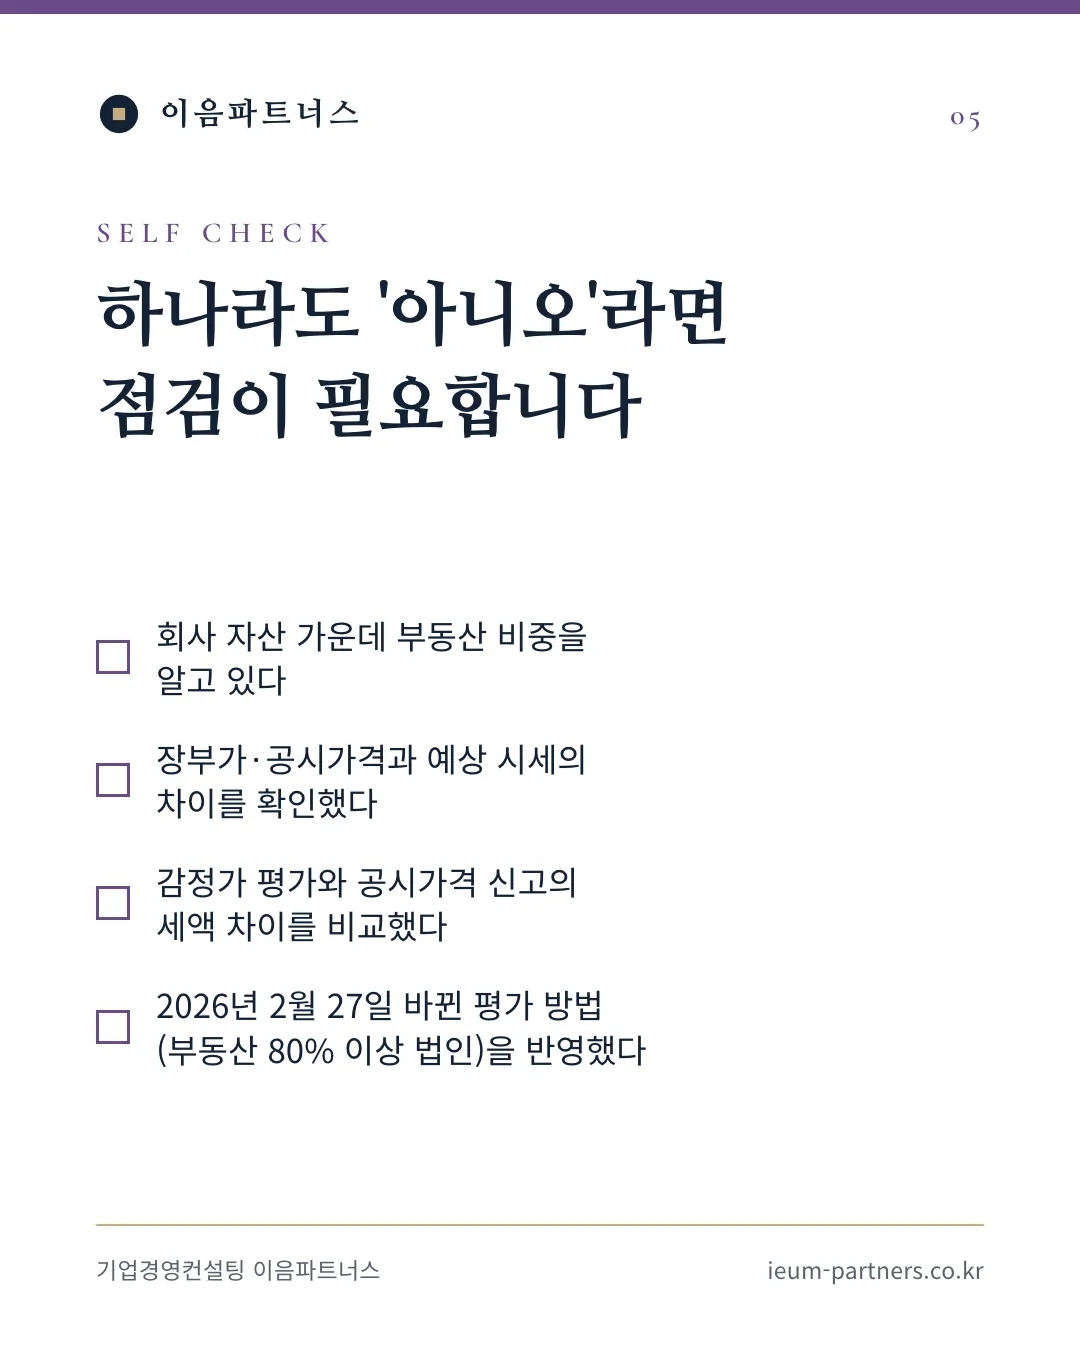 이음파트너스
05
SELF CHECK
하나라도 '아니오'라면
점검이 필요합니다
회사 자산 가운데 부동산 비중을
알고 있다
장부가·공시가격과 예상 시세의
차이를 확인했다
감정가 평가와 공시가격 신고의
세액 차이를 비교했다
2026년 2월 27일 바뀐 평가 방법
(부동산 80% 이상 법인)을 반영했다
기업경영컨설팅 이음파트너스
ieum-partners.co.kr